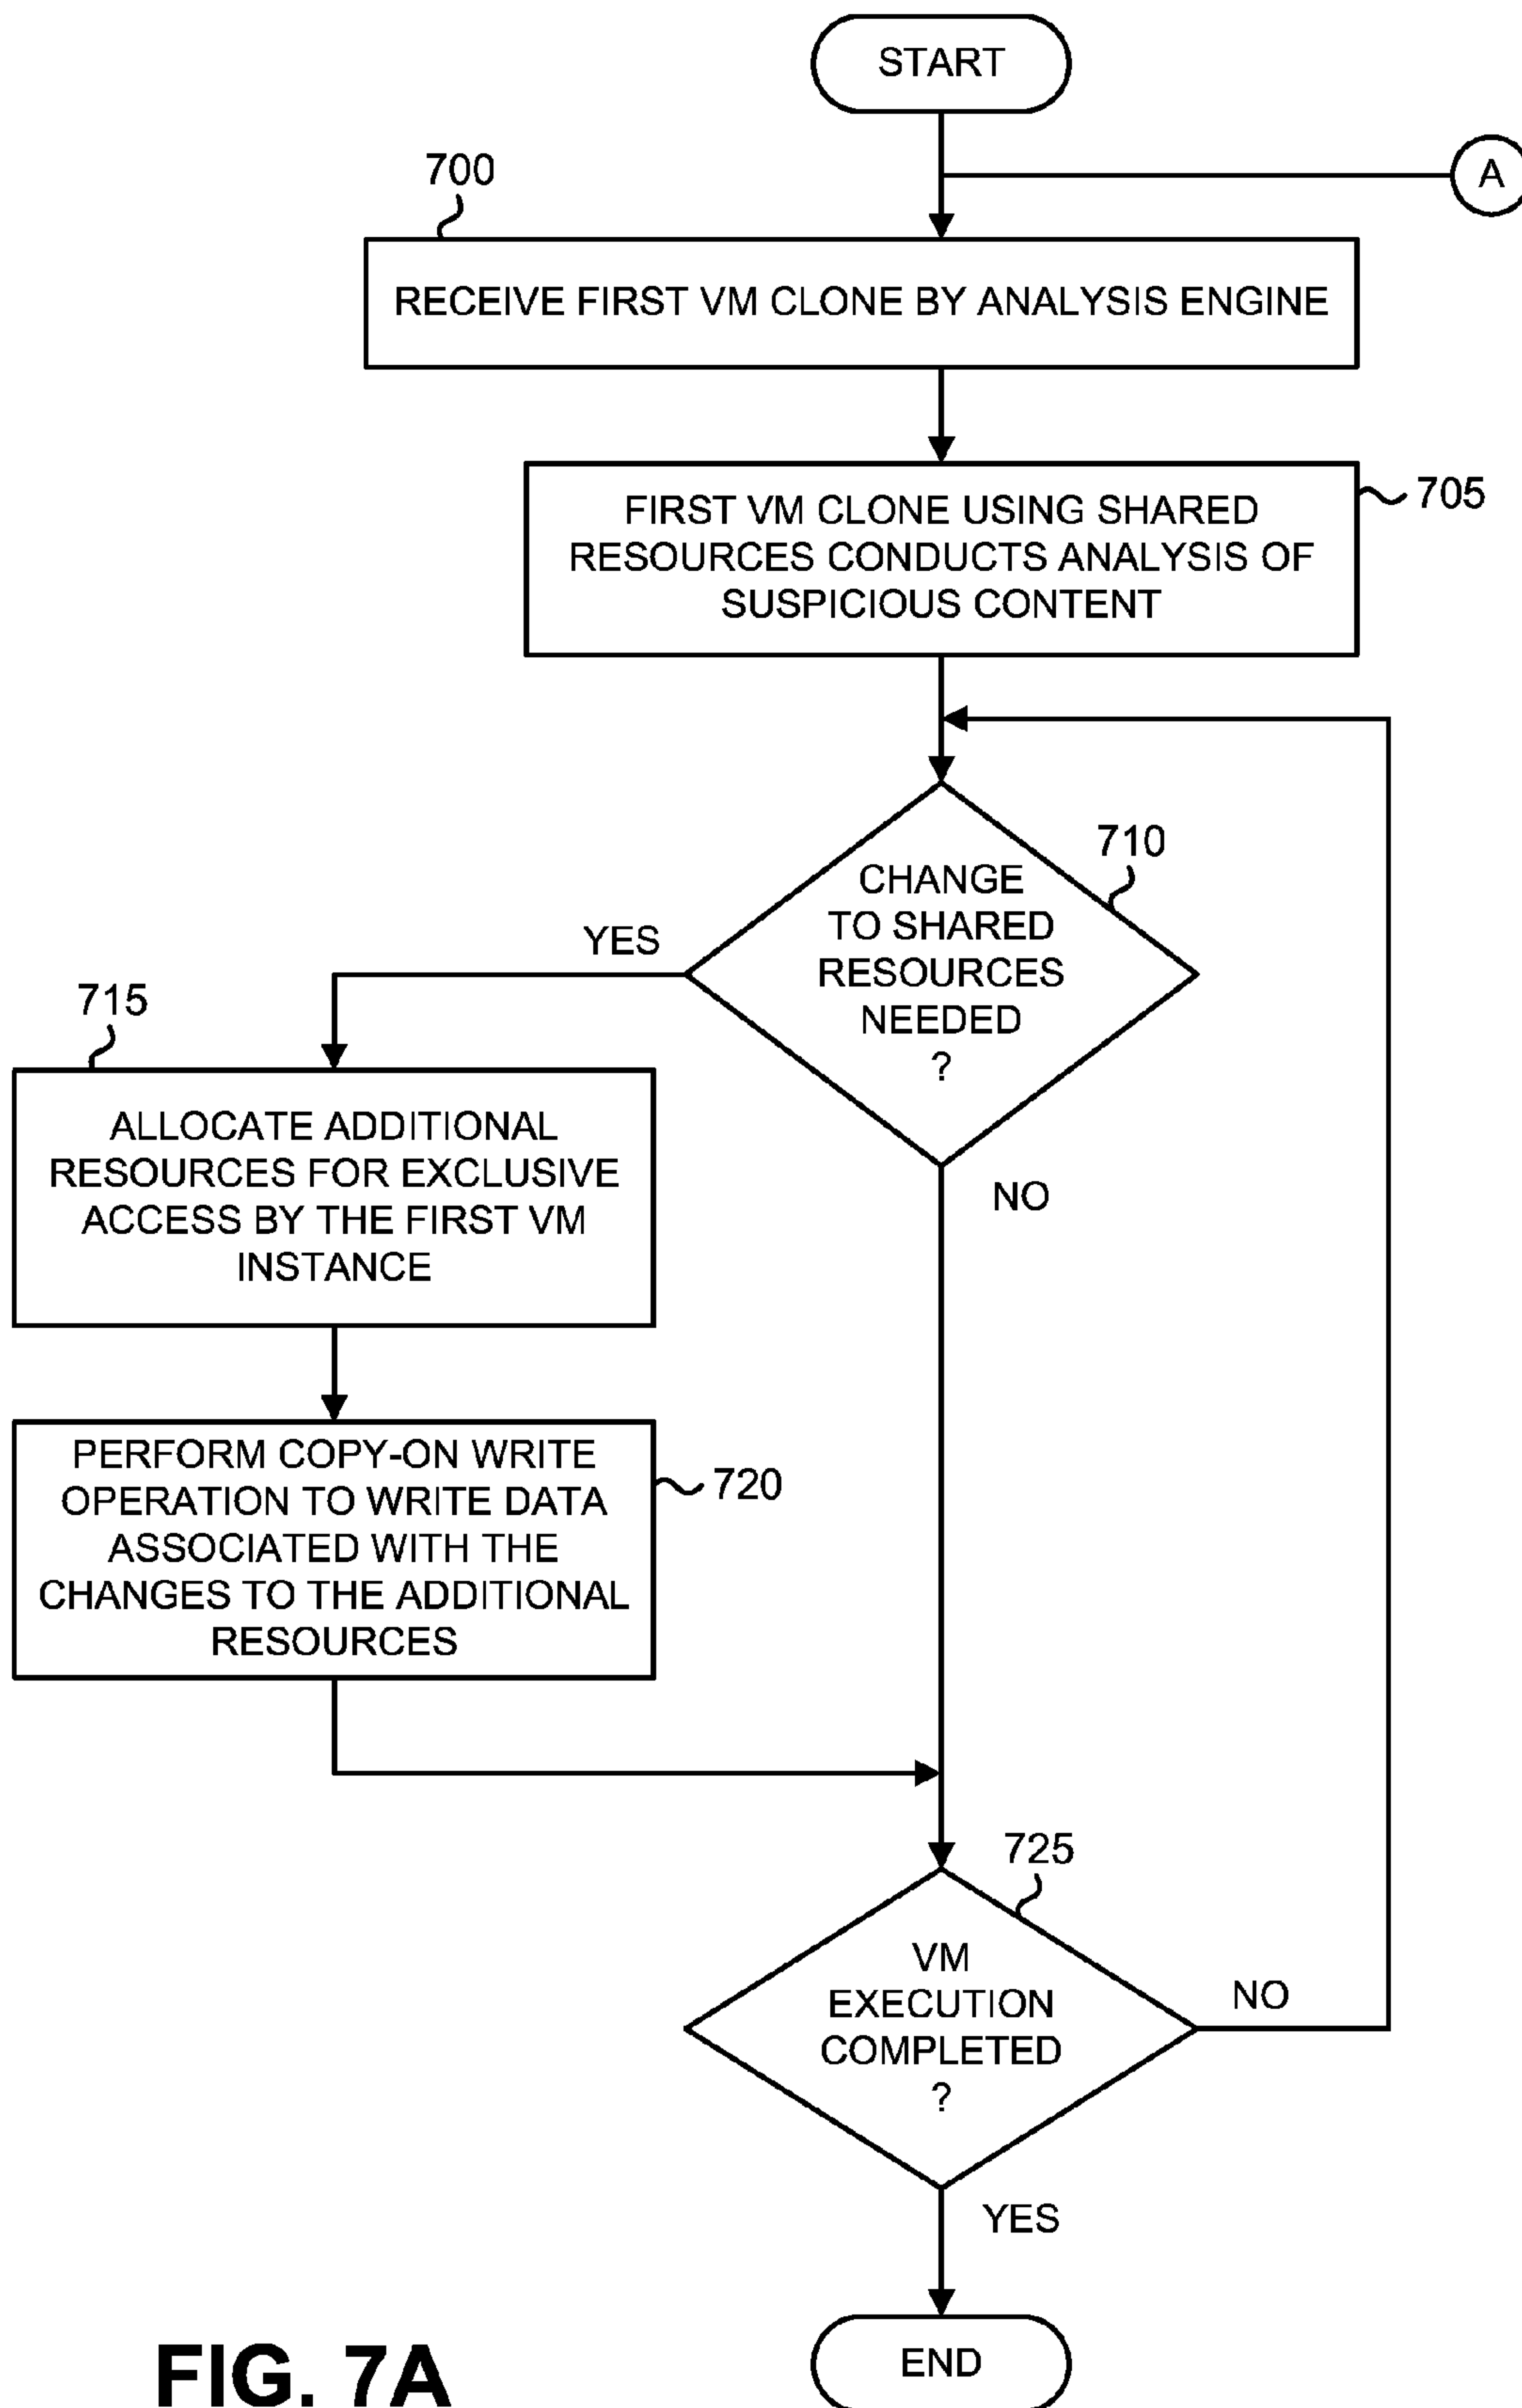 START
A
700
RECEIVE FIRST VM CLONE BY ANALYSIS ENGINE
FIRST VM CLONE USING SHARED
RESOURCES CONDUCTS ANALYSIS OF
SUSPICIOUS CONTENT
705
710
CHANGE
TO SHARED
RESOURCES
NEEDED
?
YES
NO
715
ALLOCATE ADDITIONAL
RESOURCES FOR EXCLUSIVE
ACCESS BY THE FIRST VM
INSTANCE
PERFORM COPY-ON WRITE
OPERATION TO WRITE DATA
ASSOCIATED WITH THE
CHANGES TO THE ADDITIONAL
RESOURCES
720
725
VM
EXECUTION
COMPLETED
?
NO
YES
END
FIG. 7A